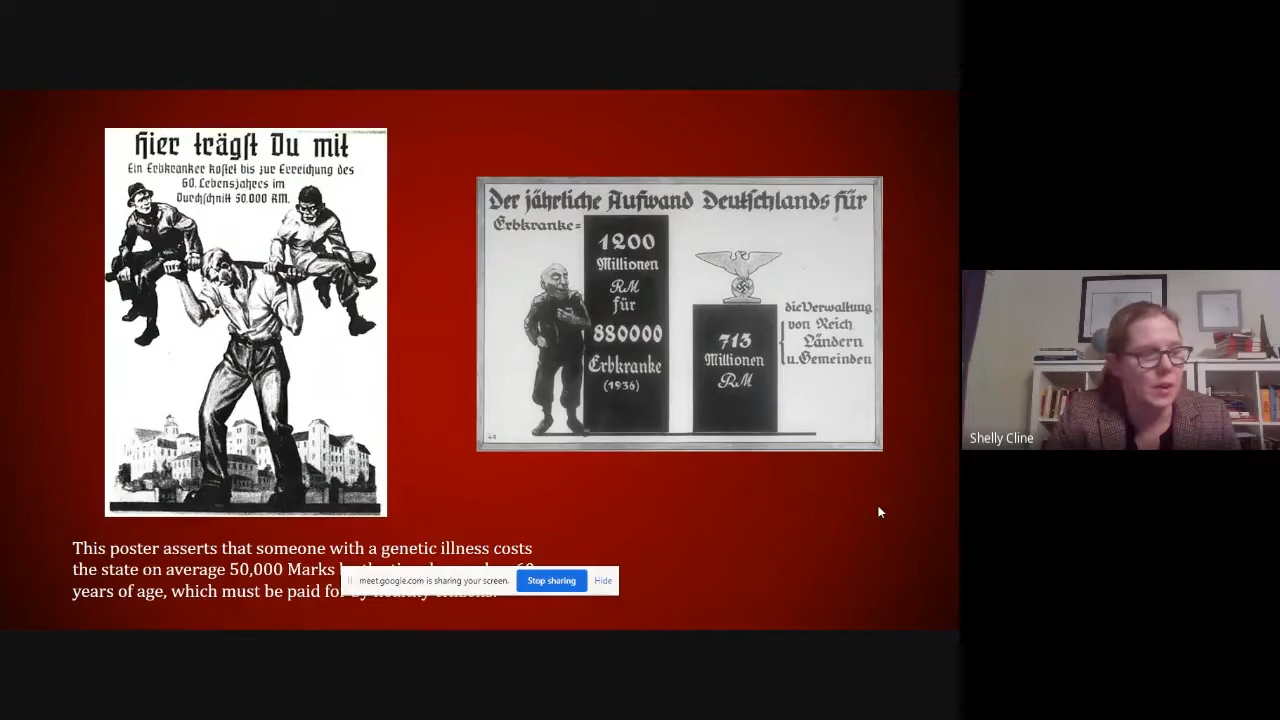 Hier trägst Du mit
Ein Erbkranker kostet bis zur Erreichung des
60. Lebensjahres im
Durchschnitt 50.000 RM.
Der jährliche Aufwand Deutschlands für
Erbkranke=
1200
Millionen
RM
für
880000
Erbkranke
(1936)
713
Millionen
RM
die Verwaltung
von Reich,
Ländern
u. Gemeinden
49
This poster asserts that someone with a genetic illness costs
the state on average 50,000 Marks
years of age, which must be paid for by healthy citizens.
meet.google.com is sharing your screen.
Stop sharing
Hide
Shelly Cline